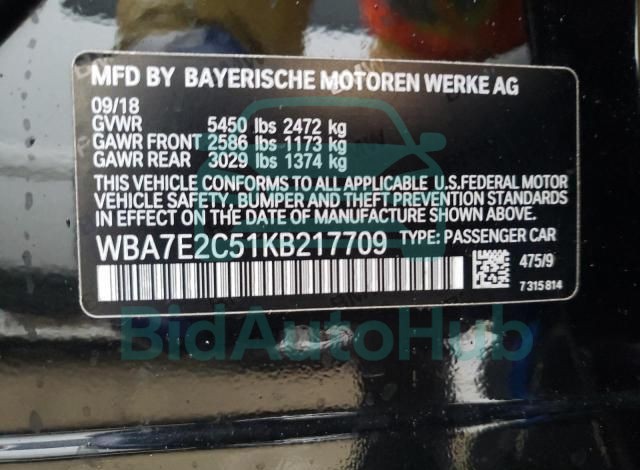 MFD BY BAYERISCHE MOTOREN WERKE AG
09/18
GVWR 5450 lbs 2472 kg
GAWR FRONT 2586 lbs 1173 kg
GAWR REAR 3029 lbs 1374 kg
THIS VEHICLE CONFORMS TO ALL APPLICABLE U.S.FEDERAL MOTOR
VEHICLE SAFETY, BUMPER AND THEFT PREVENTION STANDARDS
IN EFFECT ON THE DATE OF MANUFACTURE SHOWN ABOVE.
WBA7E2C51KB217709 TYPE: PASSENGER CAR
475/9
7 315 814
BidAutoHub